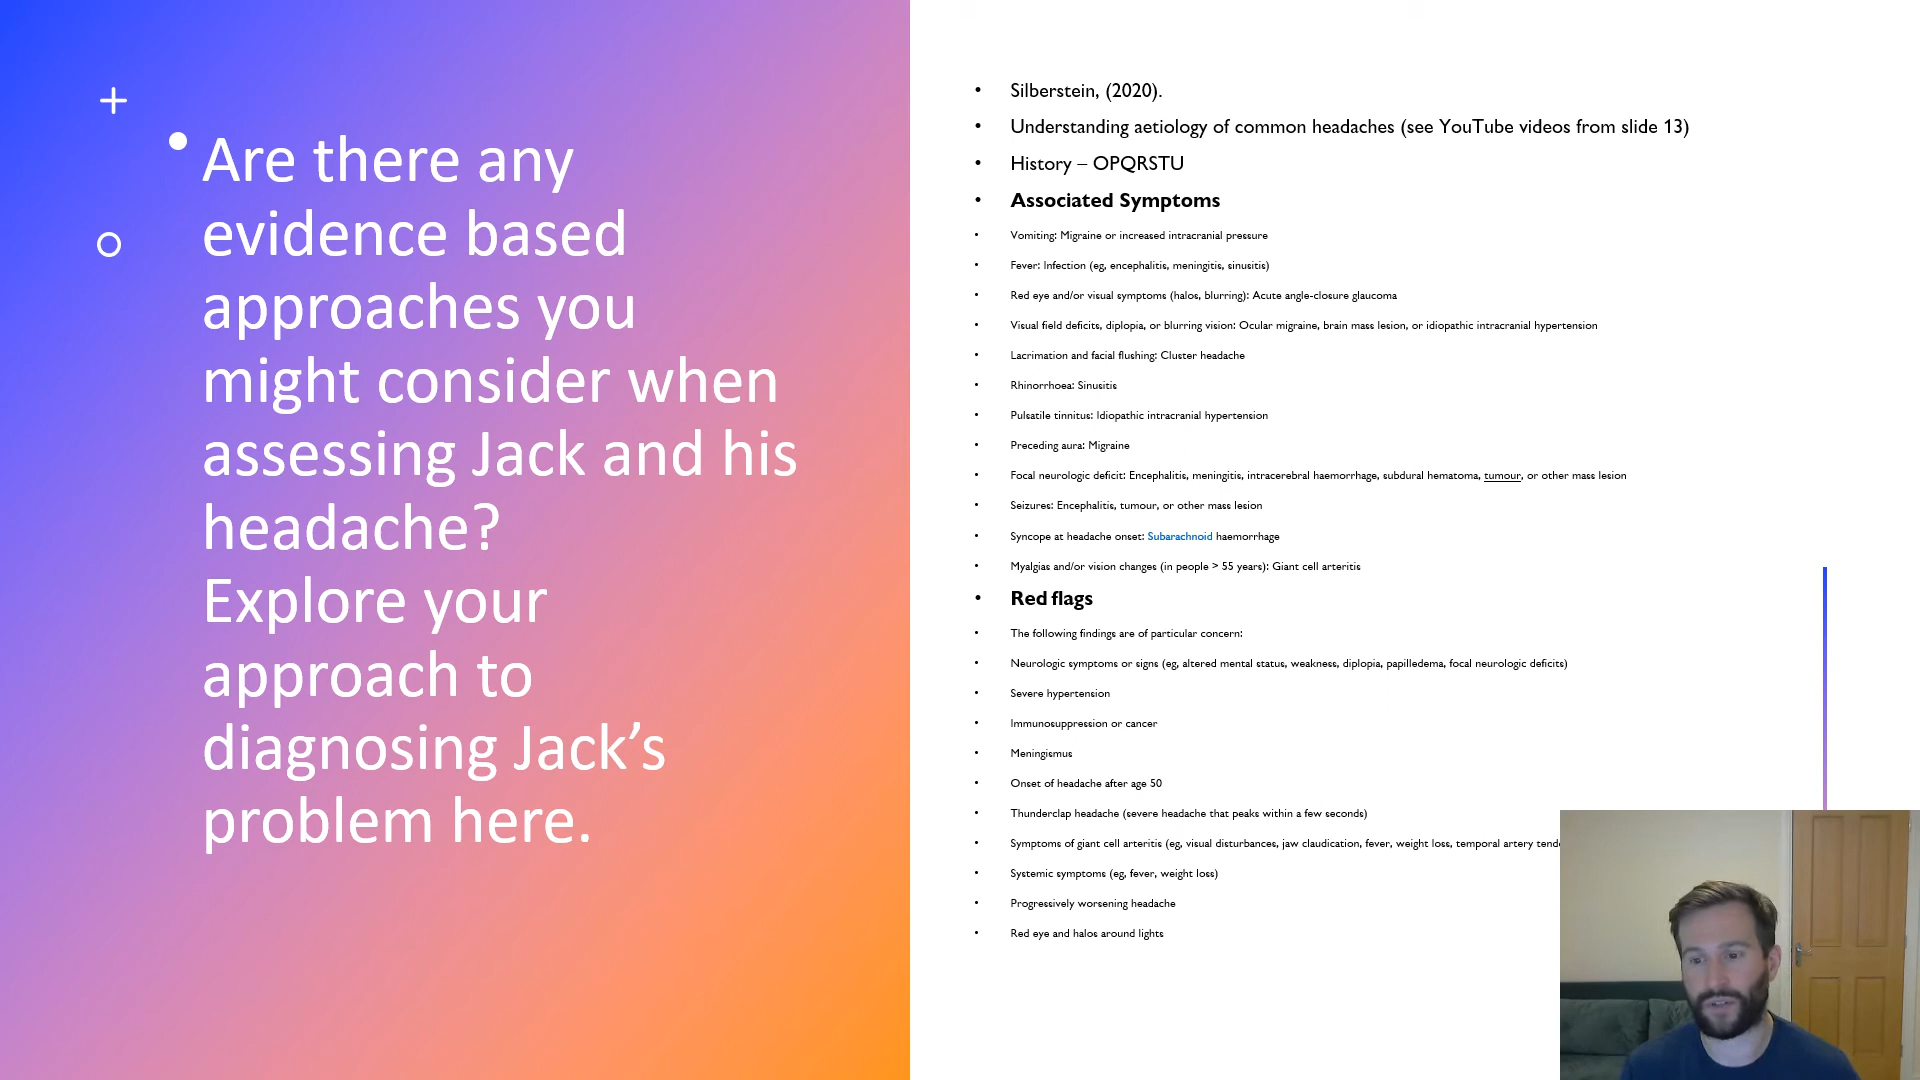 Are there any
evidence based
approaches you
might consider when
assessing Jack and his
headache?
Explore your
approach to
diagnosing Jack’s
problem here.
Silberstein, (2020).
Understanding aetiology of common headaches (see YouTube videos from slide 13)
History – OPQRSTU
Associated Symptoms
Vomiting: Migraine or increased intracranial pressure
Fever: Infection (eg, encephalitis, meningitis, sinusitis)
Red eye and/or visual symptoms (halos, blurring): Acute angle-closure glaucoma
Visual field deficits, diplopia, or blurring vision: Ocular migraine, brain mass lesion, or idiopathic intracranial hypertension
Lacrimation and facial flushing: Cluster headache
Rhinorrhoea: Sinusitis
Pulsatile tinnitus: Idiopathic intracranial hypertension
Preceding aura: Migraine
Focal neurologic deficit: Encephalitis, meningitis, intracerebral haemorrhage, subdural hematoma, tumour, or other mass lesion
Seizures: Encephalitis, tumour, or other mass lesion
Syncope at headache onset: Subarachnoid haemorrhage
Myalgias and/or vision changes (in people > 55 years): Giant cell arteritis
Red flags
The following findings are of particular concern:
Neurologic symptoms or signs (eg, altered mental status, weakness, diplopia, papilledema, focal neurologic deficits)
Severe hypertension
Immunosuppression or cancer
Meningismus
Onset of headache after age 50
Thunderclap headache (severe headache that peaks within a few seconds)
Symptoms of giant cell arteritis (eg, visual disturbances, jaw claudication, fever, weight loss, temporal artery
Systemic symptoms (eg, fever, weight loss)
Progressively worsening headache
Red eye and halos around lights